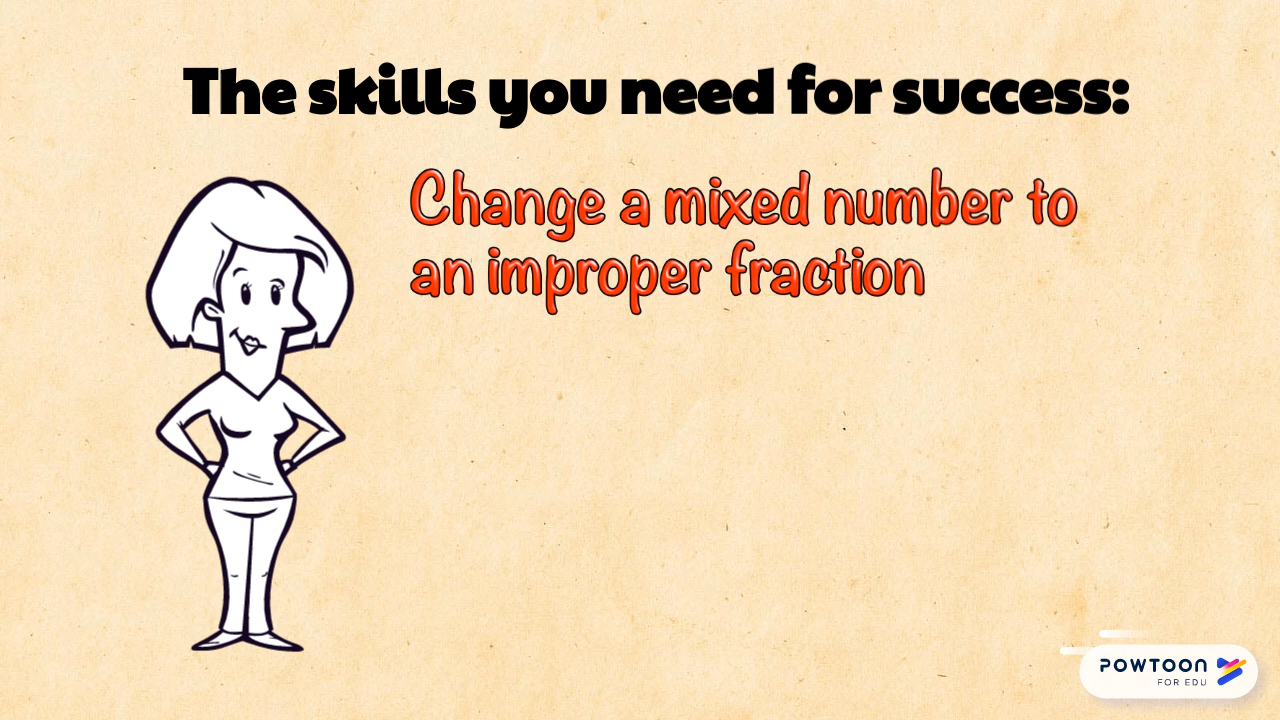 The skills you need for success:
Change a mixed number to
an improper fraction
POWTOON
FOR EDU